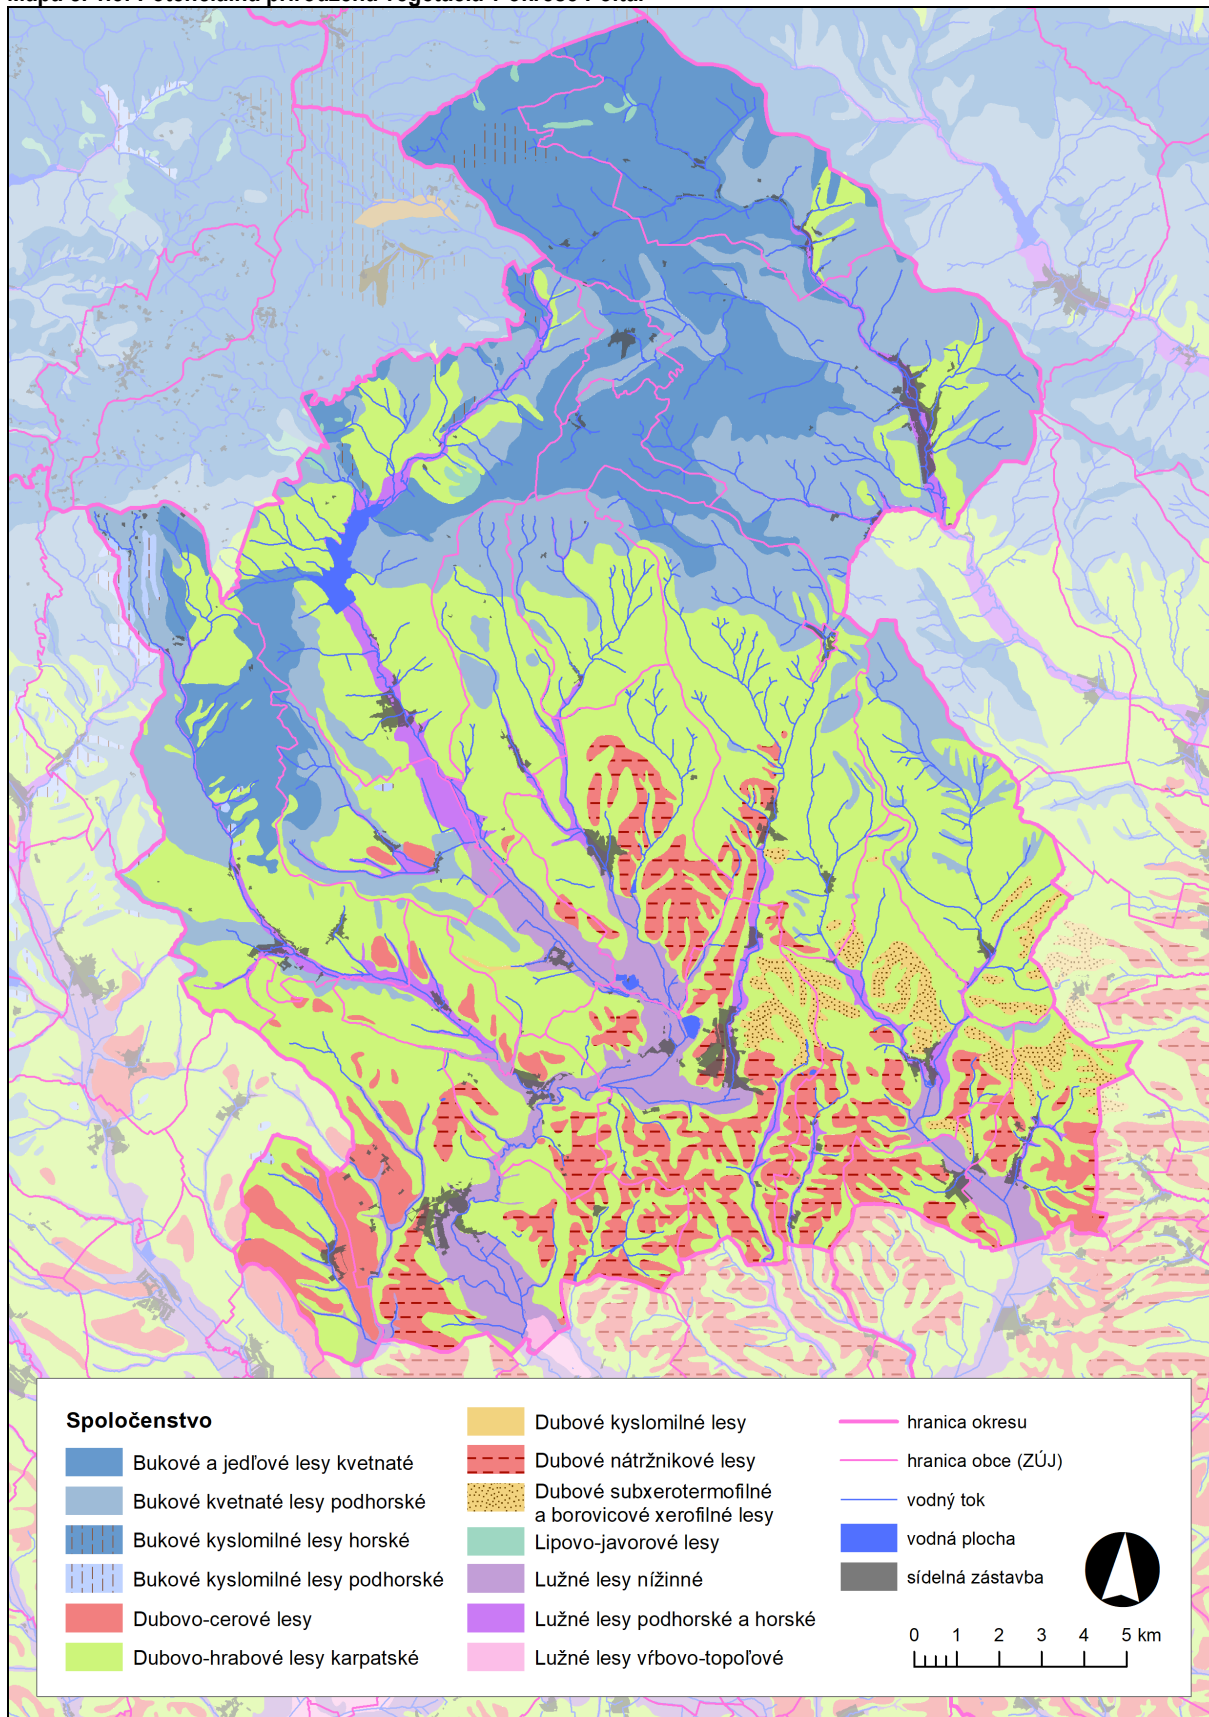 Spoločenstvo
Bukové a jedľové lesy kvetnaté
Bukové kvetnaté lesy podhorské
Bukové kyslomilné lesy horské
Bukové kyslomilné lesy podhorské
Dubovo-cerové lesy
Dubovo-hrabové lesy karpatské
Dubové kyslomilné lesy
Dubové nátržnikové lesy
Dubové subxerotermofilné
a borovicové xerofilné lesy
Lipovo-javorové lesy
Lužné lesy nížinné
Lužné lesy podhorské a horské
Lužné lesy vŕbovo-topoľové
hranica okresu
hranica obce (ZÚJ)
vodný tok
vodná plocha
sídelná zástavba
0 1 2 3 4 5 km